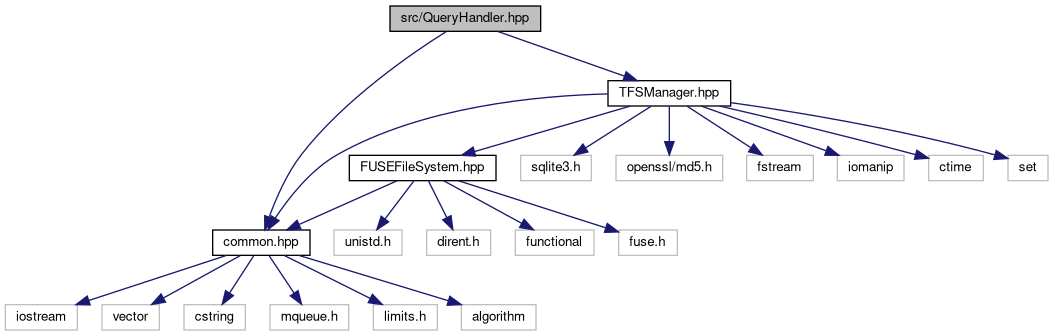 src/QueryHandler.hpp
TFSManager.hpp
FUSEFileSystem.hpp
sqlite3.h
openssl/md5.h
fstream
iomanip
ctime
set
common.hpp
unistd.h
dirent.h
functional
fuse.h
iostream
vector
cstring
mqueue.h
limits.h
algorithm